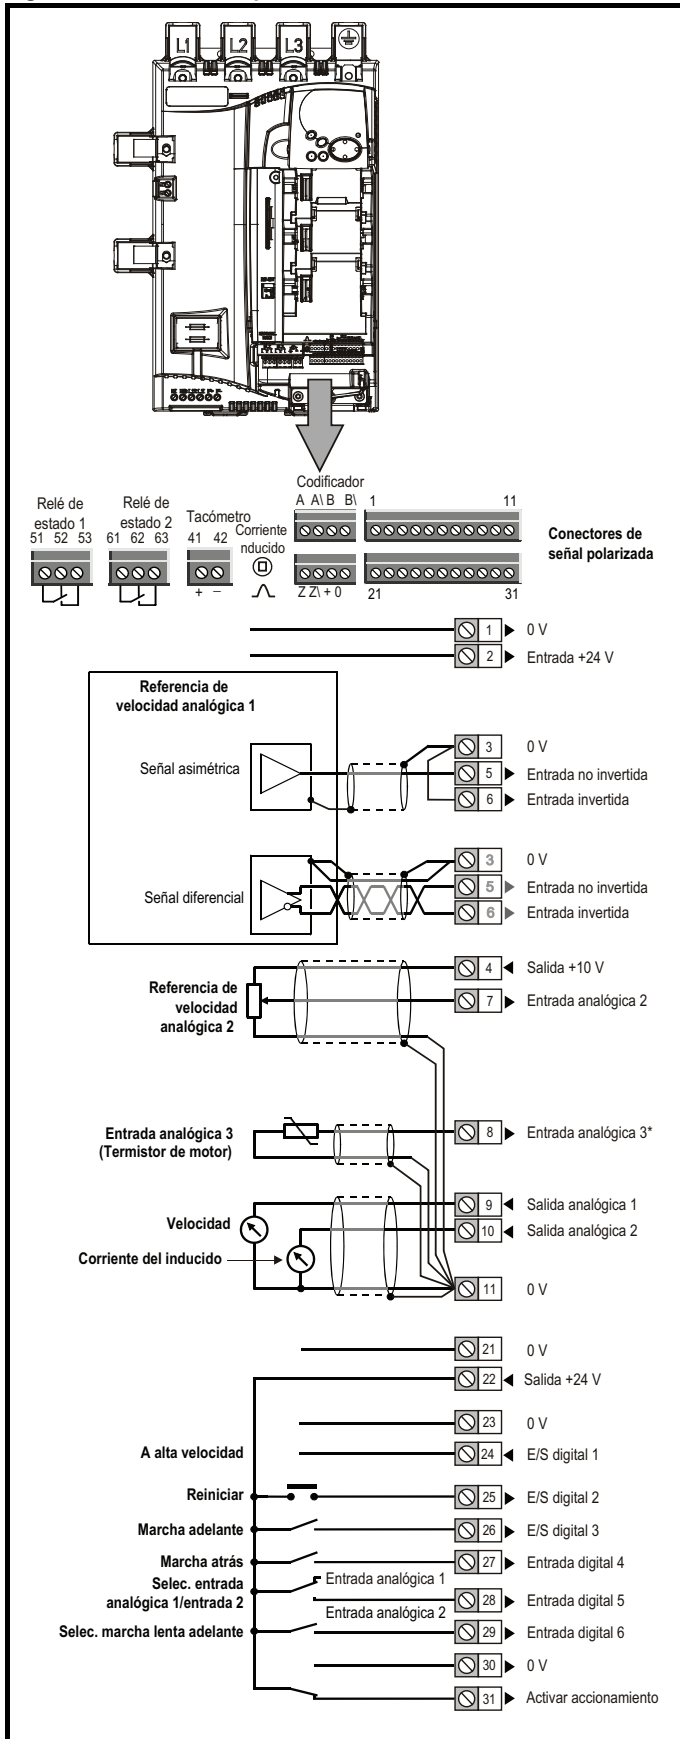 L1 L2 L3
Codificador
A A\ B B\ 1 11
Relé de
estado 1
51 52 53
Relé de
estado 2
61 62 63
Tacómetro
41 42
Corriente
nducido
Conectores de
señal polarizada
+ −
Z Z\ + 0
21 31
1 0 V
2 Entrada +24 V
Referencia de
velocidad analógica 1
Señal asimétrica
3 0 V
5 Entrada no invertida
6 Entrada invertida
Señal diferencial
3 0 V
5 Entrada no invertida
6 Entrada invertida
Referencia de
velocidad
analógica 2
4 Salida +10 V
7 Entrada analógica 2
Entrada analógica 3
(Termistor de motor)
8 Entrada analógica 3*
Velocidad
9 Salida analógica 1
10 Salida analógica 2
Corriente del inducido
11 0 V
21 0 V
22 Salida +24 V
23 0 V
A alta velocidad 24 E/S digital 1
Reiniciar 25 E/S digital 2
Marcha adelante 26 E/S digital 3
Marcha atrás 27 Entrada digital 4
Selec. entrada
analógica 1/entrada 2
Entrada analógica 1
28 Entrada digital 5
Entrada analógica 2
Selec. marcha lenta adelante 29 Entrada digital 6
30 0 V
31 Activar accionamiento